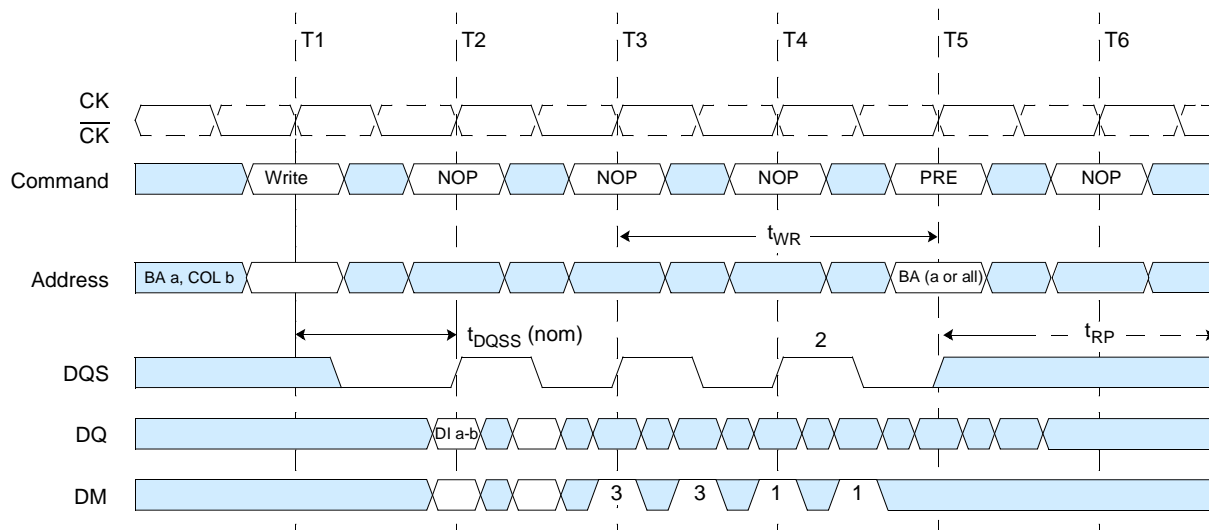 T1 T2 T3 T4 T5 T6
CK
CK
Command Write NOP NOP NOP PRE NOP
tWR
Address BA a, COL b BA (a or all)
tDQSS (nom) 2 tRP
DQS
DQ DI a-b
DM 3 3 1 1